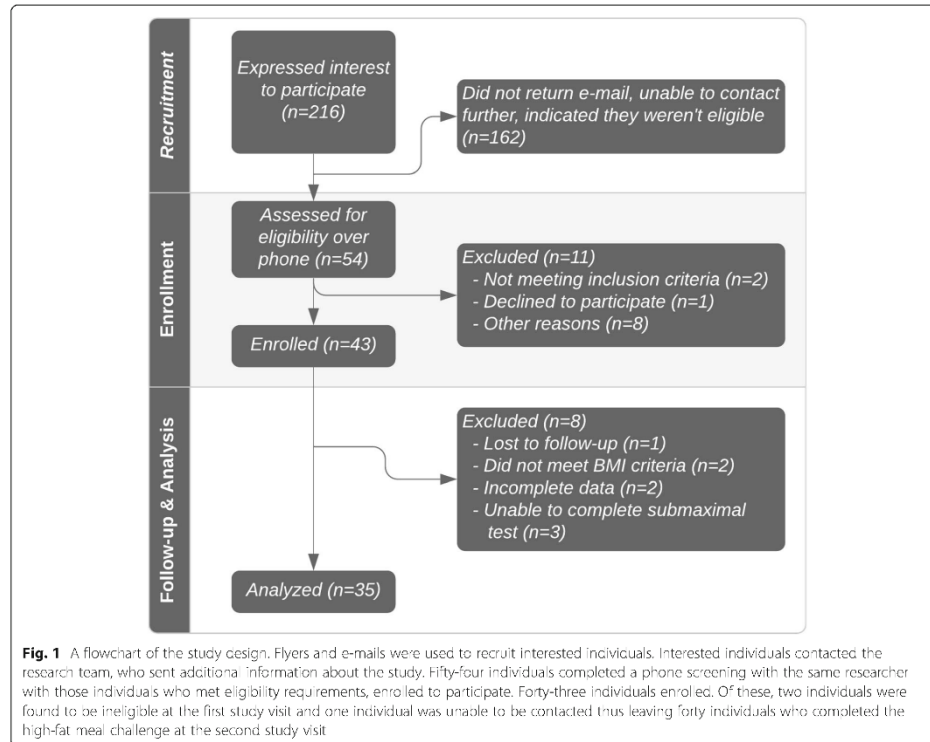 Recruitment
Expressed interest
to participate
(n=216)
Did not return e-mail, unable to contact
further, indicated they weren't eligible
(n=162)
Enrollment
Assessed for
eligibility over
phone (n=54)
Excluded (n=11)
- Not meeting inclusion criteria (n=2)
- Declined to participate (n=1)
- Other reasons (n=8)
Enrolled (n=43)
Follow-up & Analysis
Excluded (n=8)
- Lost to follow-up (n=1)
- Did not meet BMI criteria (n=2)
- Incomplete data (n=2)
- Unable to complete submaximal
test (n=3)
Analyzed (n=35)
Fig. 1 A flowchart of the study design. Flyers and e-mails were used to recruit interested individuals. Interested individuals contacted the
research team, who sent additional information about the study. Fifty-four individuals completed a phone screening with the same researcher
with those individuals who met eligibility requirements, enrolled to participate. Forty-three individuals enrolled. Of these, two individuals were
found to be ineligible at the first study visit and one individual was unable to be contacted thus leaving forty individuals who completed the
high-fat meal challenge at the second study visit